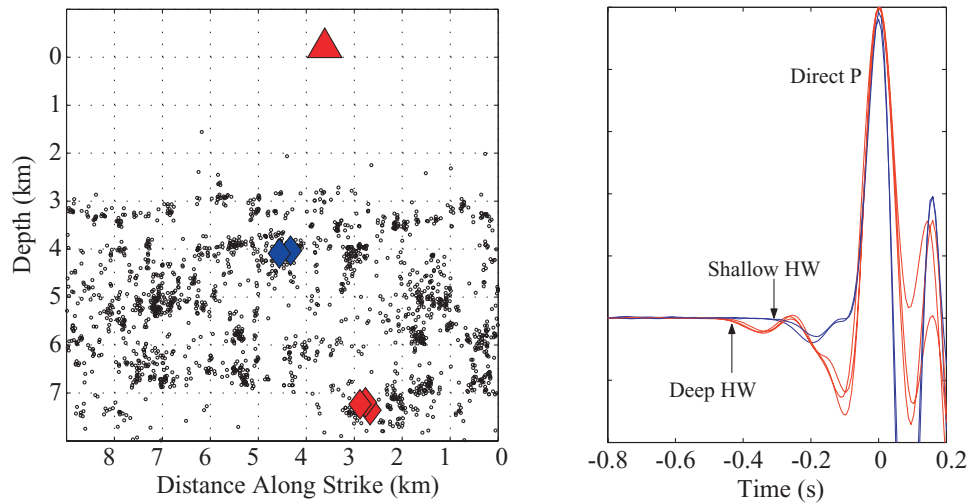 0
1
2
3
4
5
6
7
Depth (km)
8 7 6 5 4 3 2 1 0
Distance Along Strike (km)
Direct P
Shallow HW
Deep HW
-0.8 -0.6 -0.4 -0.2 0 0.2
Time (s)